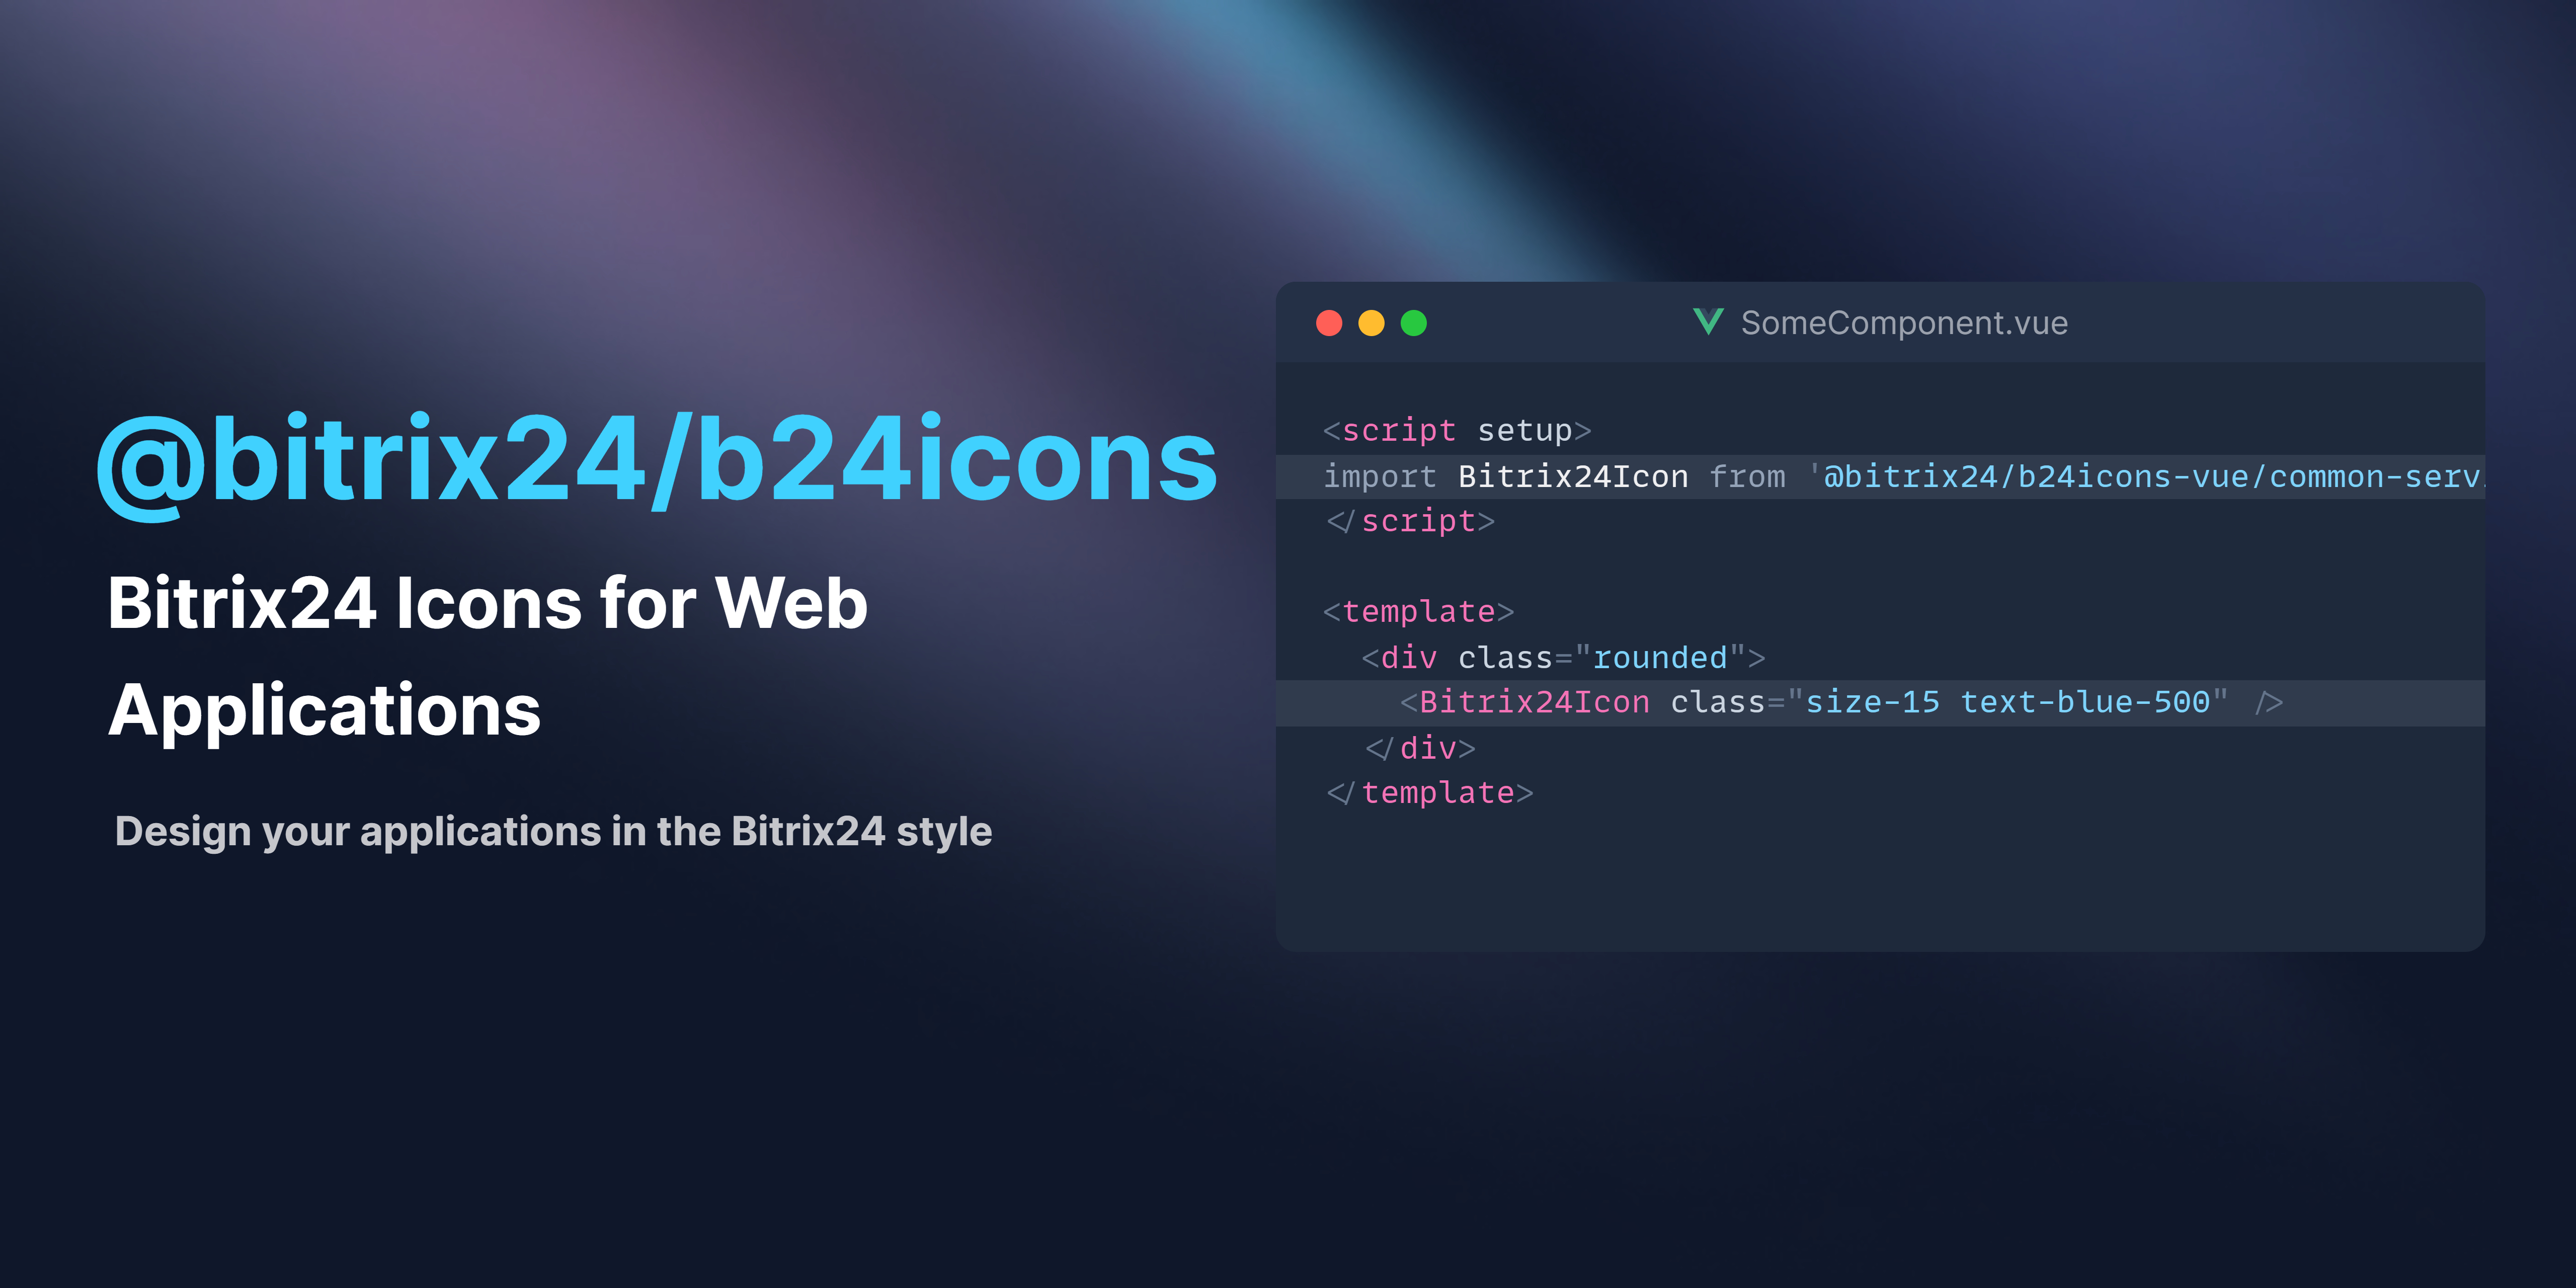 @bitrix24/b24icons
Bitrix24 Icons for Web
Applications
Design your applications in the Bitrix24 style
SomeComponent.vue
<script setup>
import Bitrix24Icon from '@bitrix24/b24icons-vue/common-serv
</script>
<template>
<div class="rounded">
<Bitrix24Icon class="size-15 text-blue-500" />
</div>
</template>